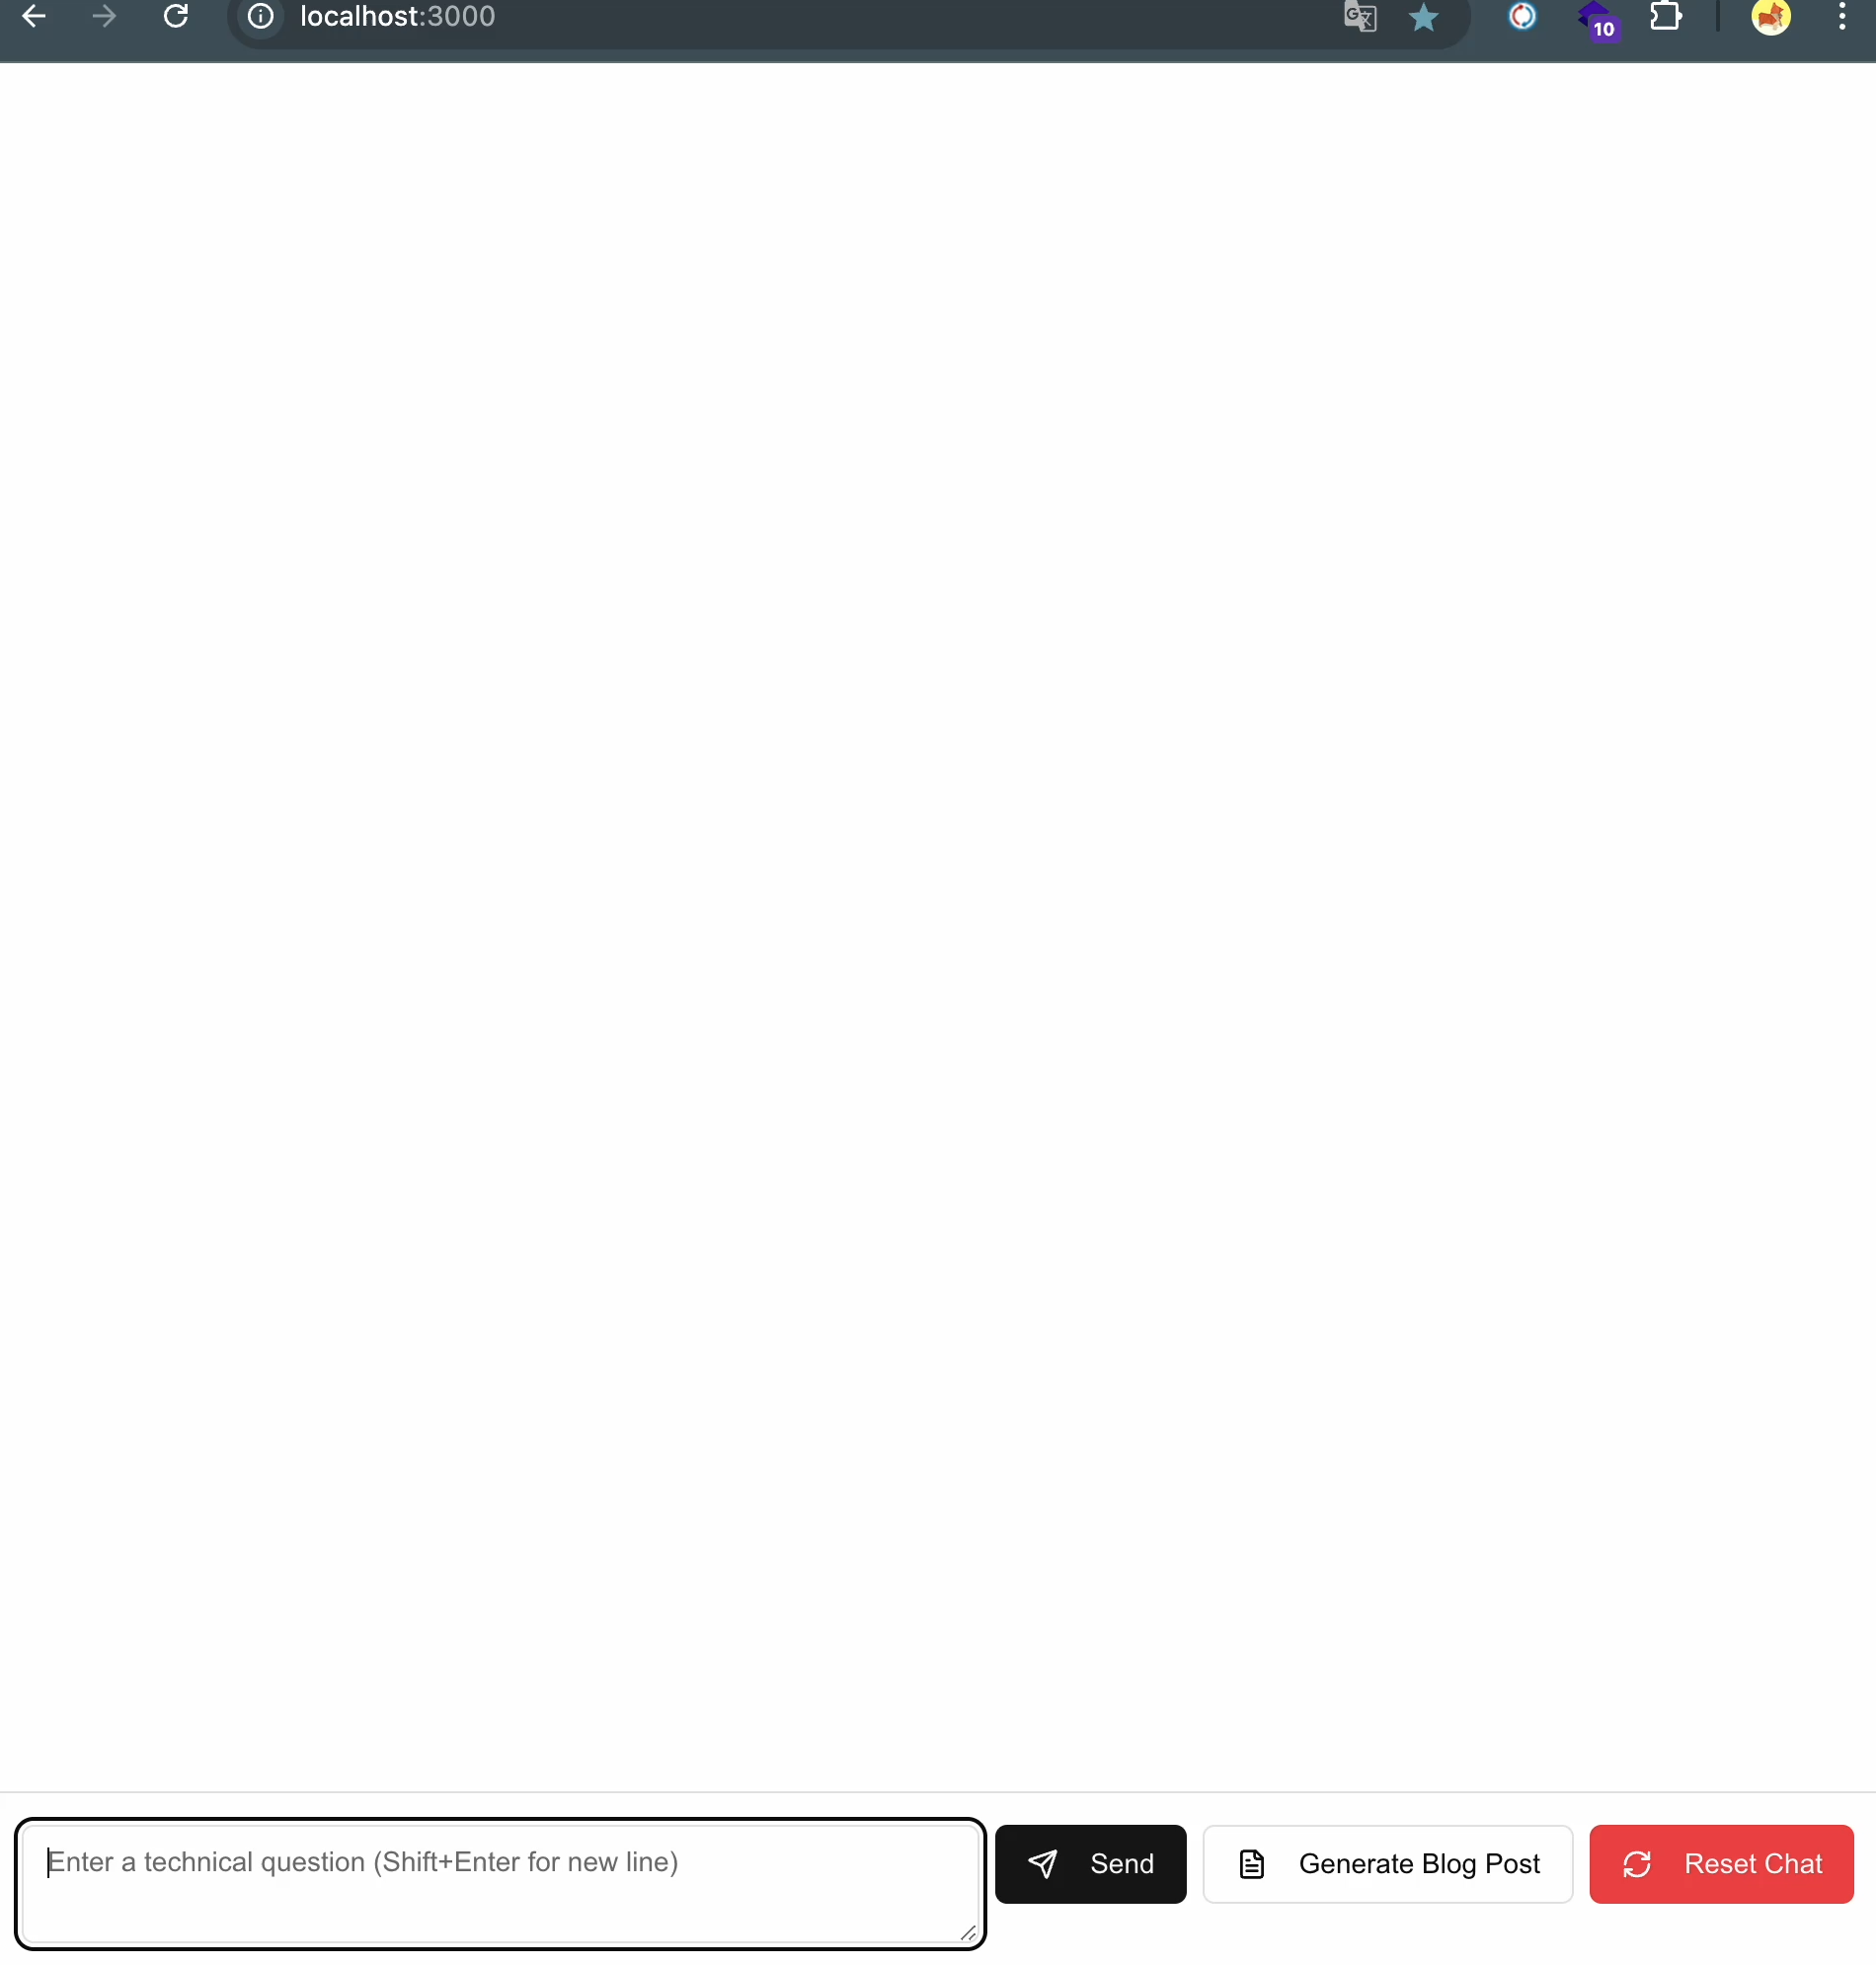 localhost:3000
10
Enter a technical question (Shift+Enter for new line)
Send
Generate Blog Post
Reset Chat